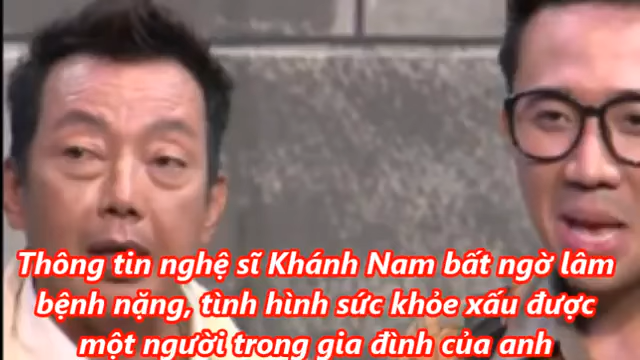 Thông tin nghệ sĩ Khánh Nam bất ngờ lâm
bệnh nặng, tình hình sức khỏe xấu được
một người trong gia đình của anh